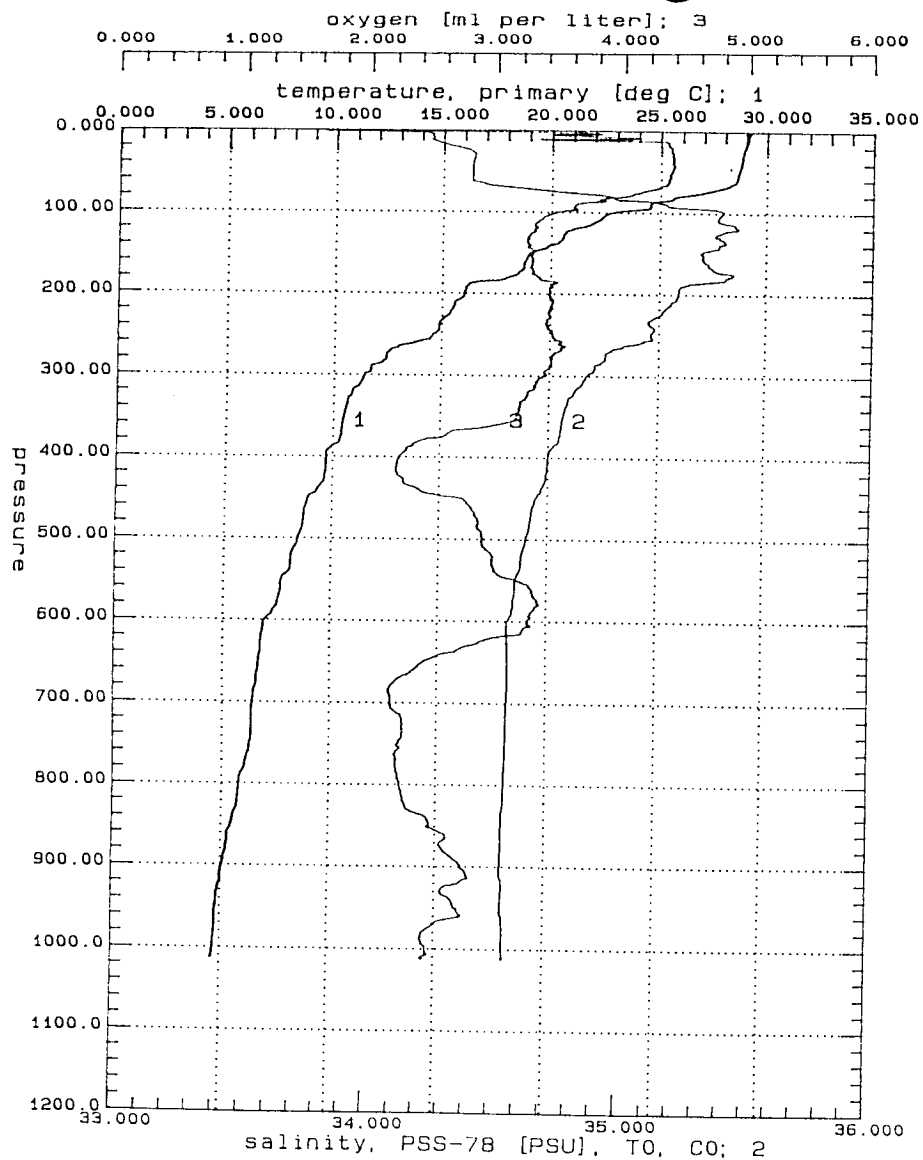 oxygen [ml per liter]; 3
0.000 1.000 2.000 3.000 4.000 5.000 6.000
temperature, primary [deg C]; 1
0.000 5.000 10.000 15.000 20.000 25.000 30.000 35.000
0.000
100.00
200.00
300.00
1 3 2
400.00
pressure
500.00
600.00
700.00
800.00
900.00
1000.0
1100.0
1200.0
33.000 34.000 35.000 36.000
salinity, PSS-78 [PSU], T0, C0; 2